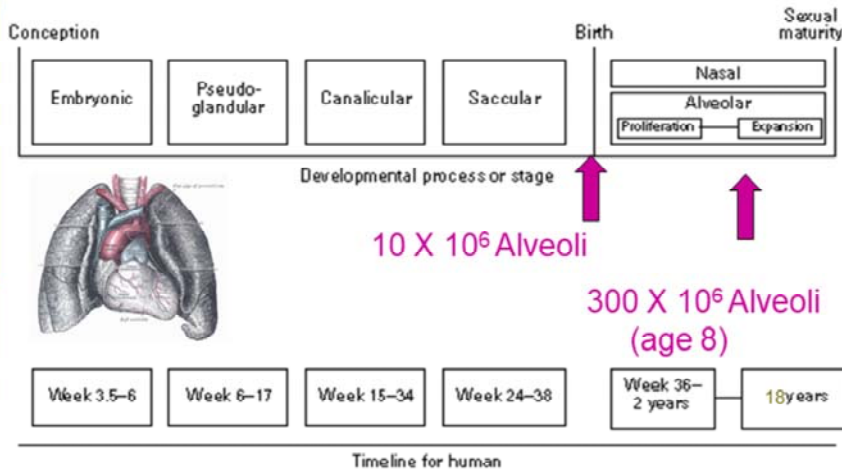 Conception
Birth
Sexual
maturity
Embryonic
Pseudo-
glandular
Canalicular
Saccular
Nasal
Alveolar
Proliferation
Expansion
Developmental process or stage
10 X 10⁶ Alveoli
300 X 10⁶ Alveoli
(age 8)
Week 3.5–6
Week 6–17
Week 15–34
Week 24–38
Week 36–
2 years
18years
Timeline for human